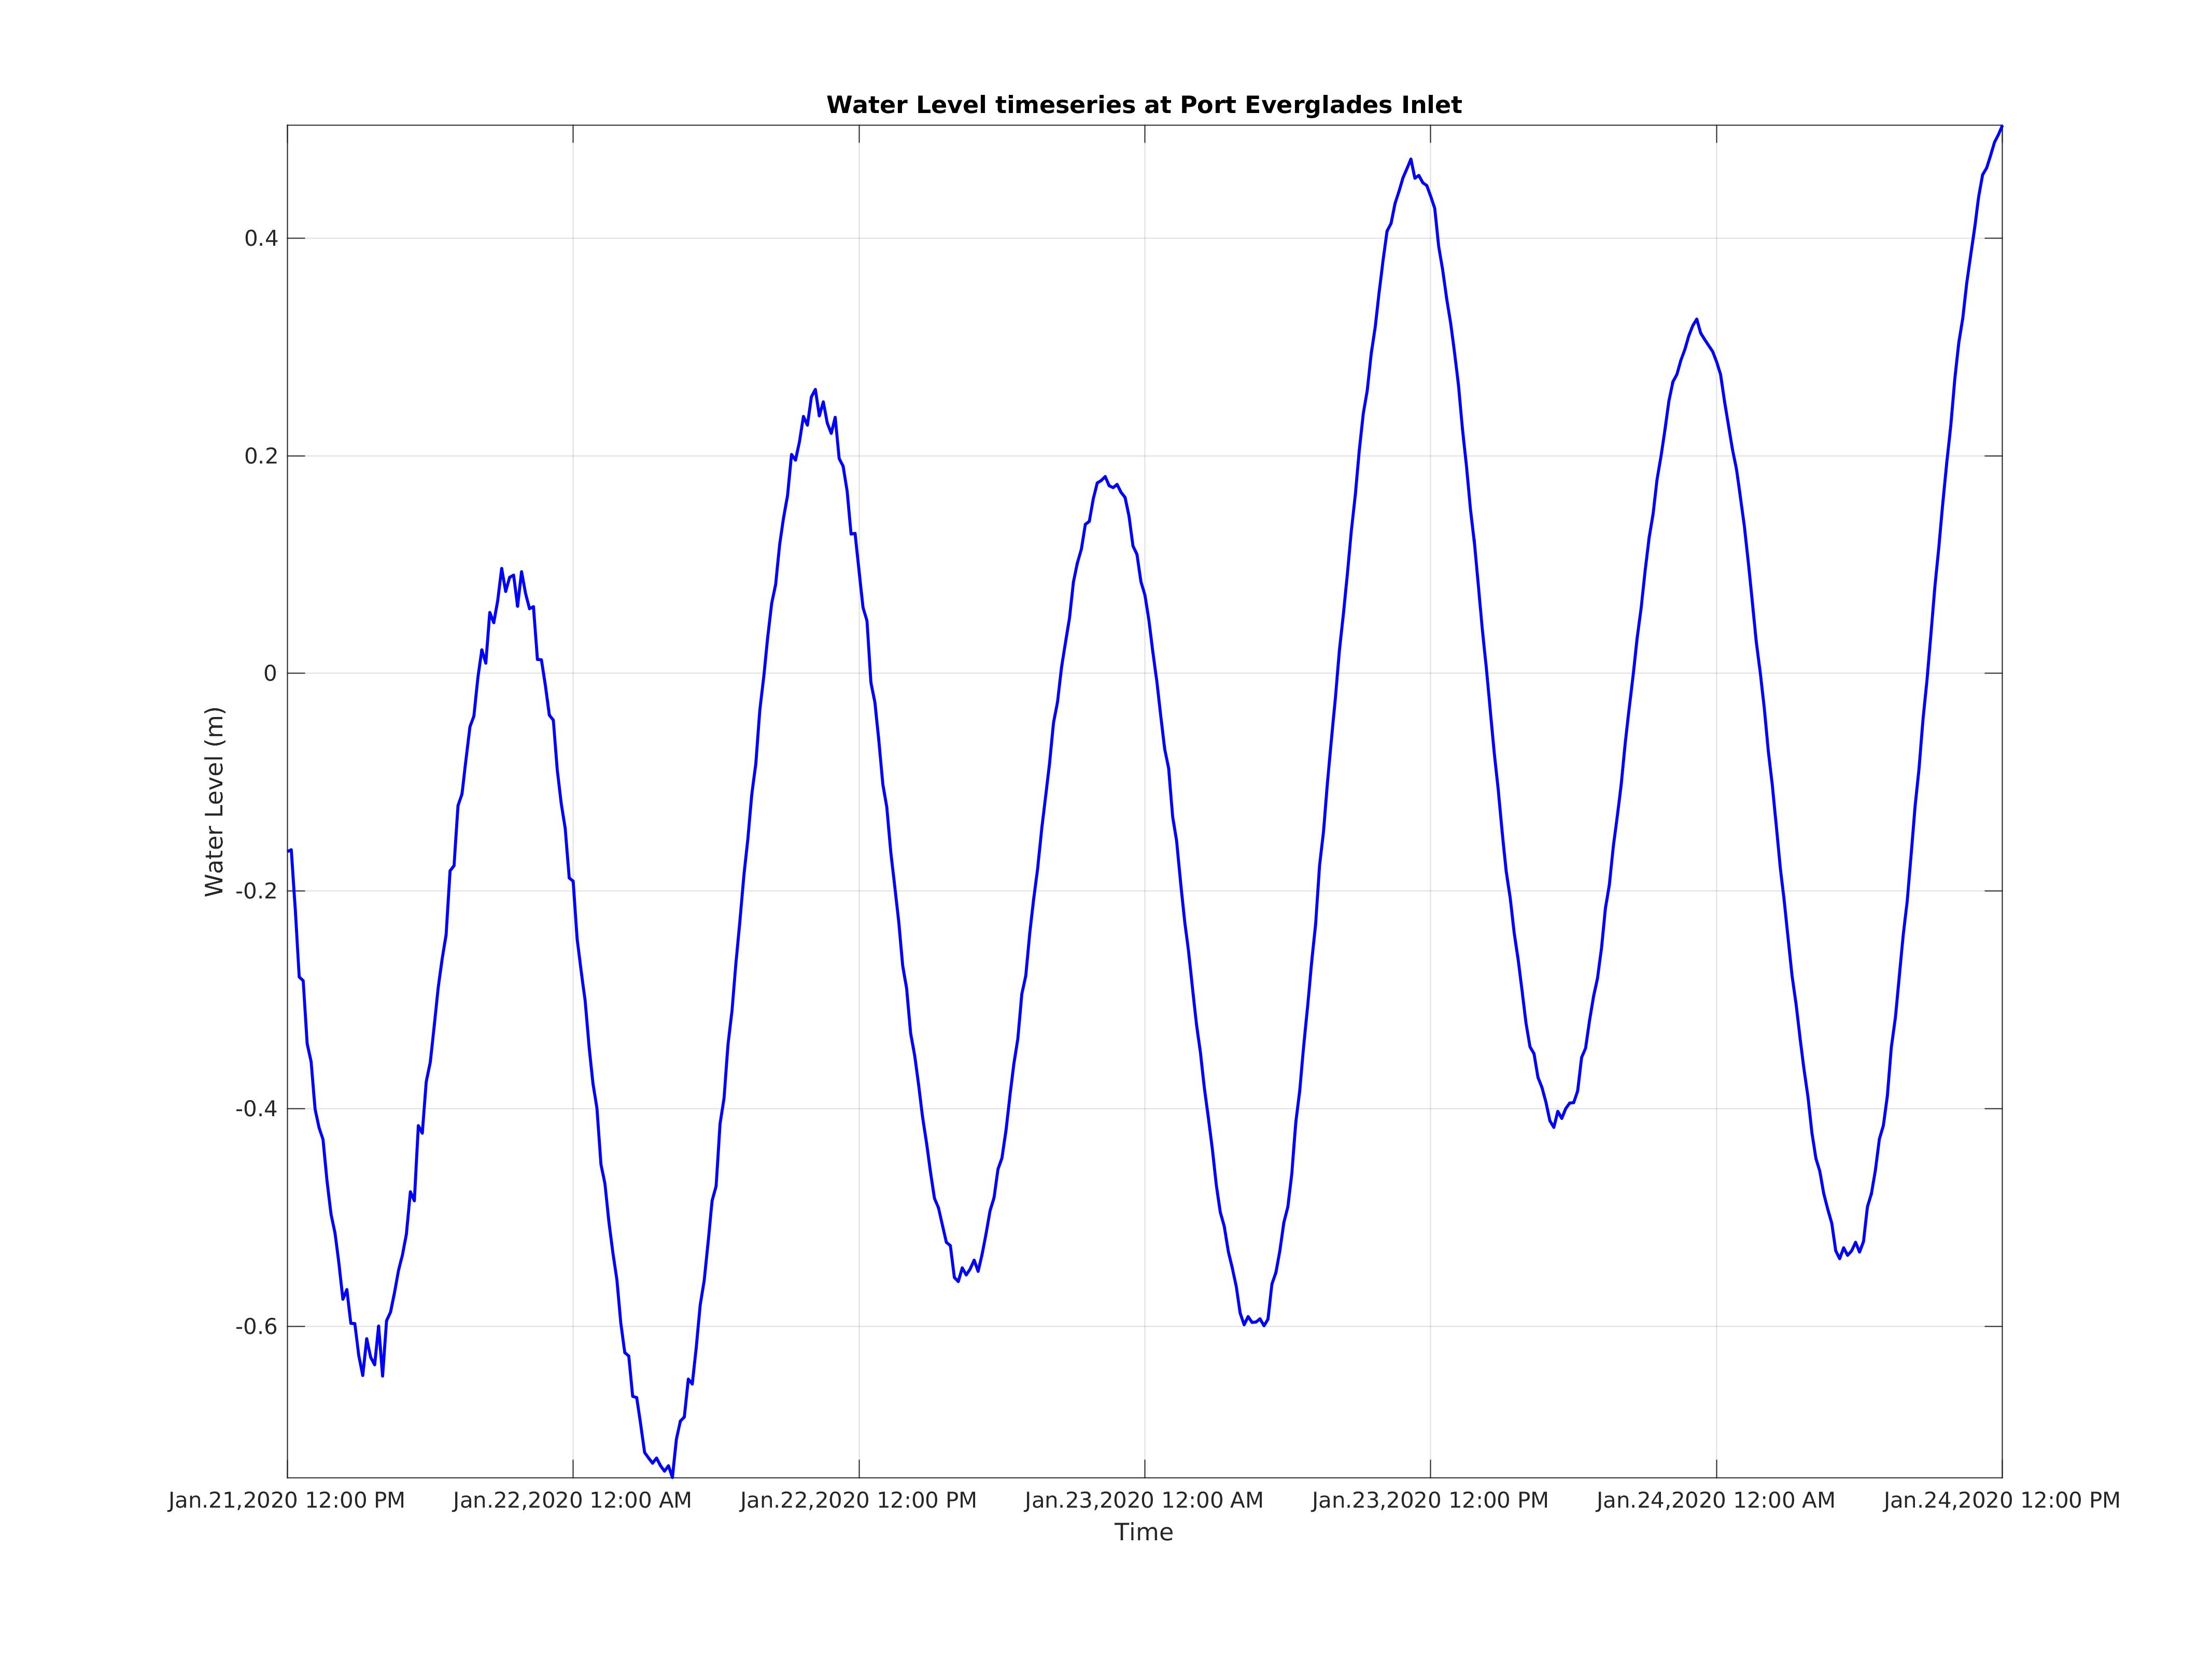 Water Level timeseries at Port Everglades Inlet
0.4
0.2
0
-0.2
-0.4
-0.6
Water Level (m)
Jan.21,2020 12:00 PM
Jan.22,2020 12:00 AM
Jan.22,2020 12:00 PM
Jan.23,2020 12:00 AM
Jan.23,2020 12:00 PM
Jan.24,2020 12:00 AM
Jan.24,2020 12:00 PM
Time